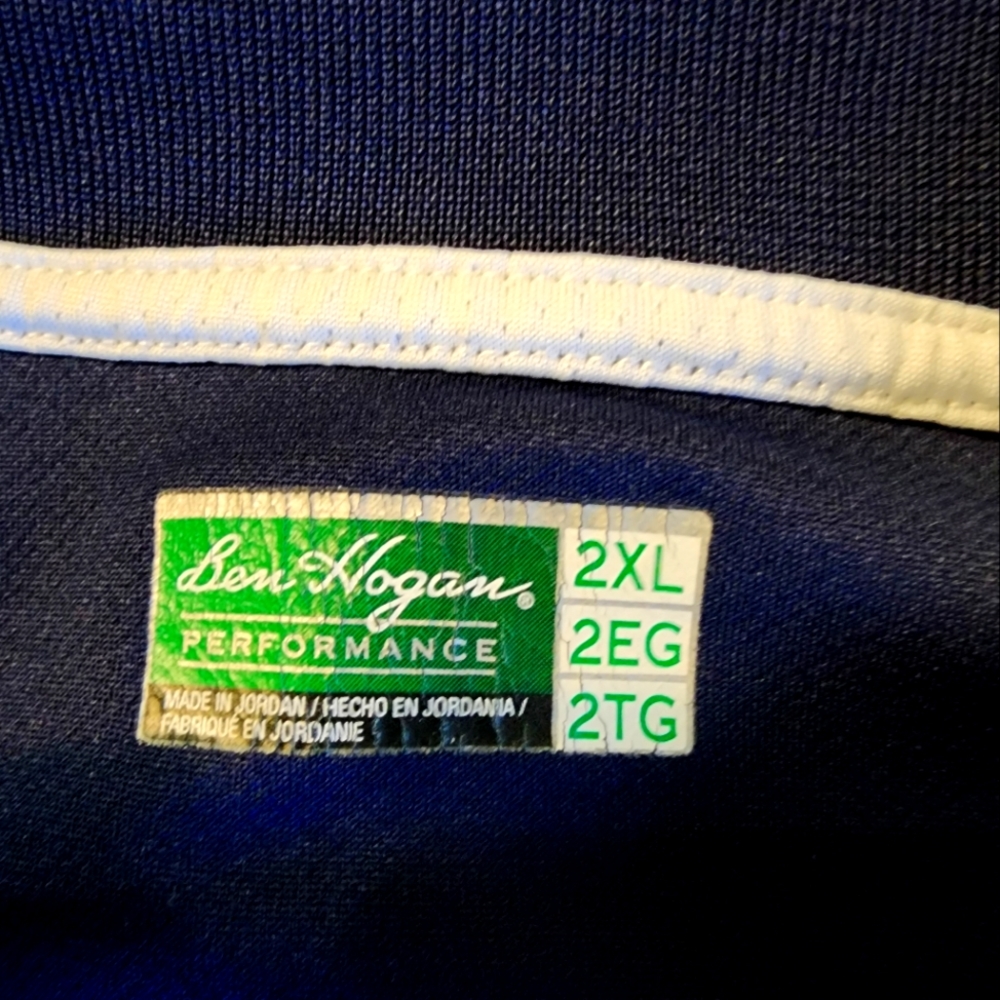 Ben Hogan®
PERFORMANCE
MADE IN JORDAN / HECHO EN JORDANIA /
FABRIQUÉ EN JORDANIE
2XL
2EG
2TG